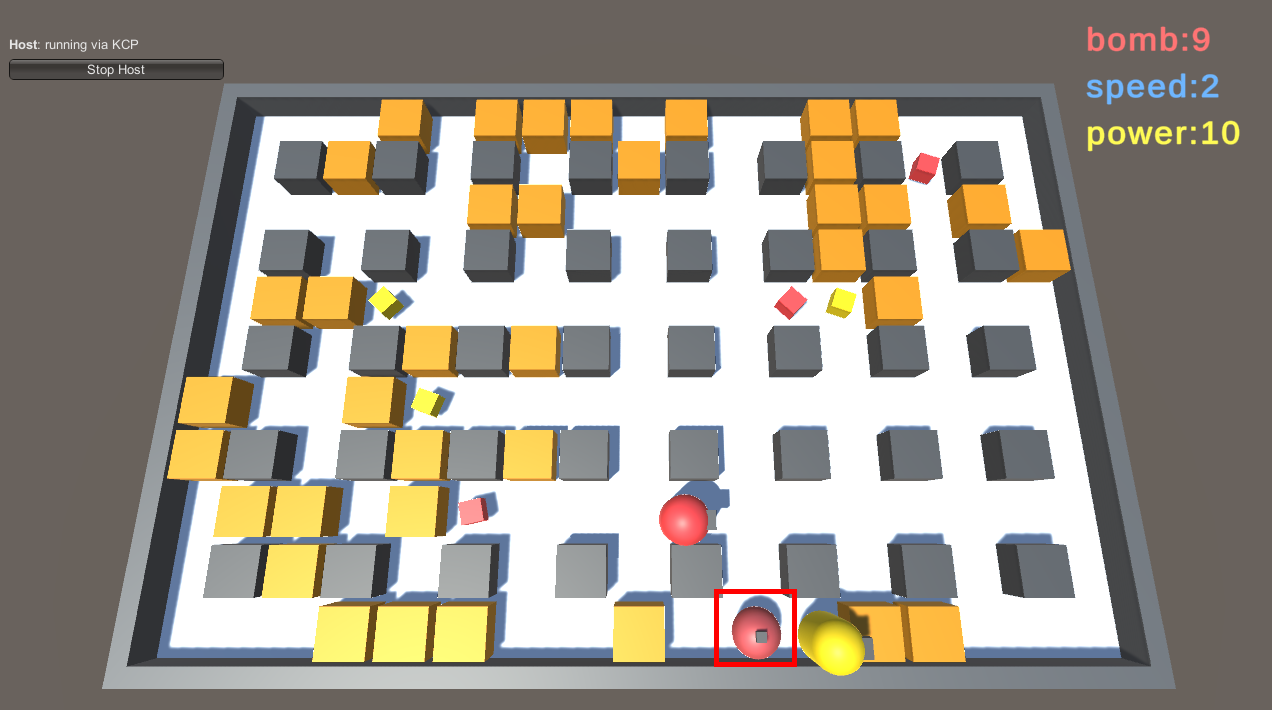 Host: running via KCP
Stop Host
bomb:9
speed:2
power:10